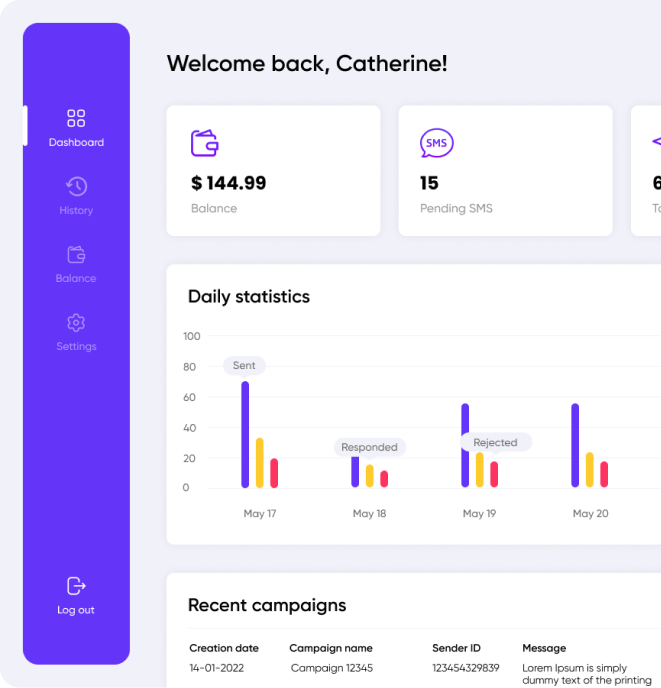 Welcome back, Catherine!
Dashboard
History
Balance
Settings
Log out
$ 144.99
Balance
SMS
15
Pending SMS
Daily statistics
100
80
60
40
20
0
Sent
Responded
Rejected
May 17
May 18
May 19
May 20
Recent campaigns
Creation date Campaign name Sender ID Message
14-01-2022 Campaign 12345 123454329839 Lorem Ipsum is simply
dummy text of the printing